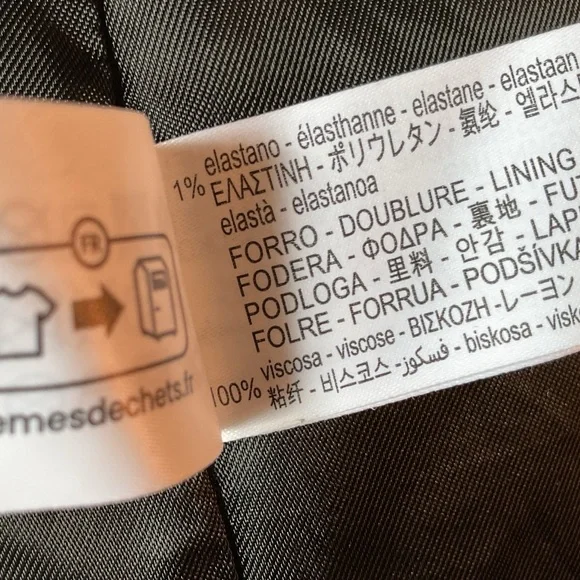 FR
emesdechets.fr
1% elastano - élasthanne - elastane - elastaan
ΕΛΑΣΤΙΝΗ - ポリウレタン - 氨纶 - 엘라스
elastà - elastanoa
FORRO - DOUBLURE - LINING
FODERA - ΦΟΔΡΑ - 裏地 - FUT
PODLOGA - 里料 - 안감 - LAP
FOLRE - FORRUA - PODŠÍVKA
100% viscosa - viscose - ΒΙΣΚΟΖΗ - レーヨン
粘纤 - 비스코스 - فسكوز - biskosa - visk